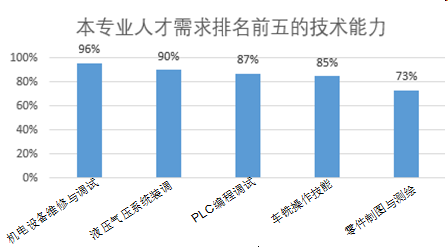 本专业人才需求排名前五的技术能力
96%
90%
87%
85%
73%
100%
80%
60%
40%
20%
0%
机电设备维修与调试
液压气压系统装调
PLC编程调试
车铣操作技能
零件制图与测绘